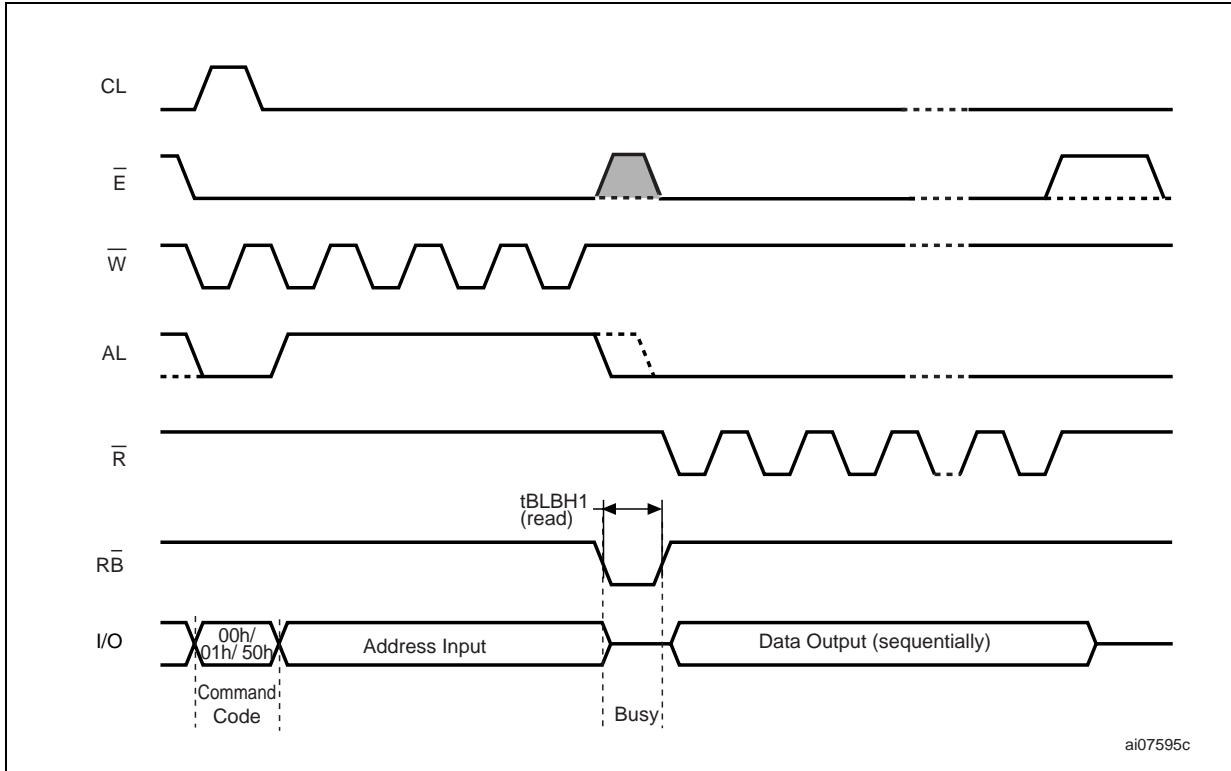 CL
E̅
W̅
AL
R̅
tBLBH1
(read)
RB̅
I/O
00h/
01h/ 50h
Address Input
Data Output (sequentially)
Command
Code
Busy
ai07595c